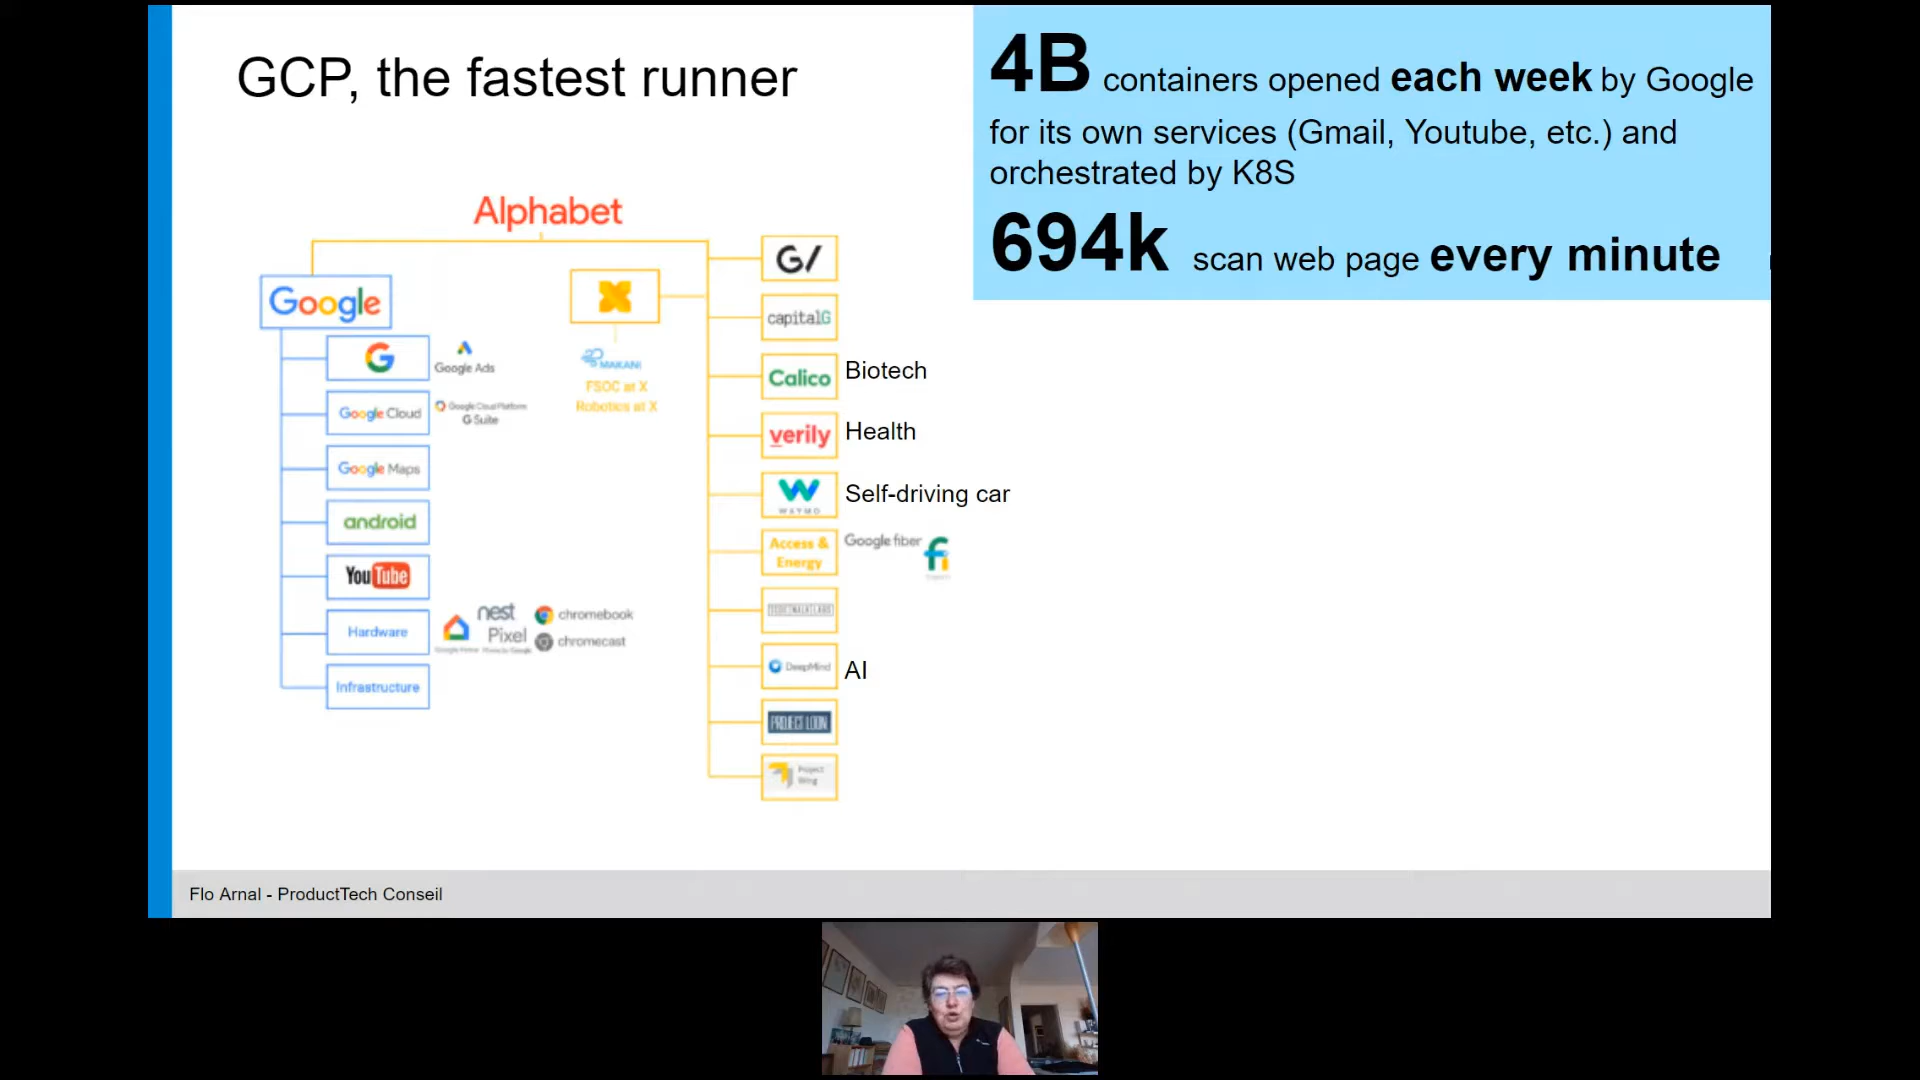 GCP, the fastest runner
4B containers opened each week by Google
for its own services (Gmail, Youtube, etc.) and
orchestrated by K8S
694k scan web page every minute
Alphabet
Google
G
Google Ads
Google Cloud
Google Cloud Platform
G Suite
Google Maps
android
YouTube
Hardware
nest
Pixel
chromebook
chromecast
Infrastructure
MAKANI
FSOC at X
Robotics at X
G/
capitalG
Calico
Biotech
verily
Health
WAYMO
Self-driving car
Access &
Energy
Google fiber
fi
DeepMind
AI
PROJECT LOON
Project
Wing
Flo Arnal - ProductTech Conseil